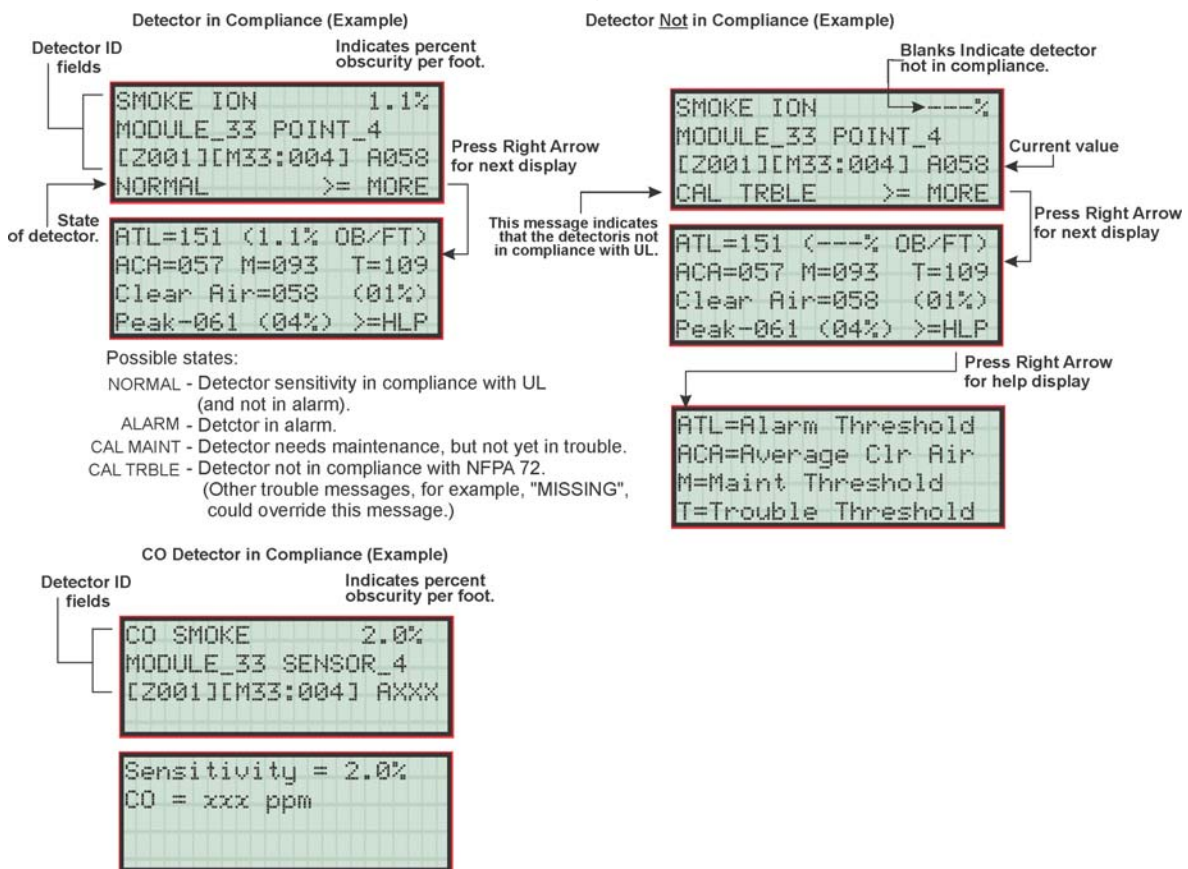 Detector in Compliance (Example)
Detector ID
fields
Indicates percent
obscurity per foot.
SMOKE ION 1.1%
MODULE_33 POINT_4
[Z001][M33:004] A058
NORMAL >= MORE
State
of detector.
Press Right Arrow
for next display
ATL=151 (1.1% OB/FT)
ACA=057 M=093 T=109
Clear Air=058 (01%)
Peak-061 (04%) >=HLP
Possible states:
NORMAL - Detector sensitivity in compliance with UL
(and not in alarm).
ALARM - Detctor in alarm.
CAL MAINT - Detector needs maintenance, but not yet in trouble.
CAL TRBLE - Detector not in compliance with NFPA 72.
(Other trouble messages, for example, "MISSING",
could override this message.)
Detector Not in Compliance (Example)
Blanks Indicate detector
not in compliance.
SMOKE ION ---%
MODULE_33 POINT_4
[Z001][M33:004] A058
CAL TRBLE >= MORE
Current value
This message indicates
that the detectoris not
in compliance with UL.
Press Right Arrow
for next display
ATL=151 (---% OB/FT)
ACA=057 M=093 T=109
Clear Air=058 (01%)
Peak-061 (04%) >=HLP
Press Right Arrow
for help display
ATL=Alarm Threshold
ACA=Average Clr Air
M=Maint Threshold
T=Trouble Threshold
CO Detector in Compliance (Example)
Detector ID
fields
Indicates percent
obscurity per foot.
CO SMOKE 2.0%
MODULE_33 SENSOR_4
[Z001][M33:004] AXXX
Sensitivity = 2.0%
CO = xxx ppm